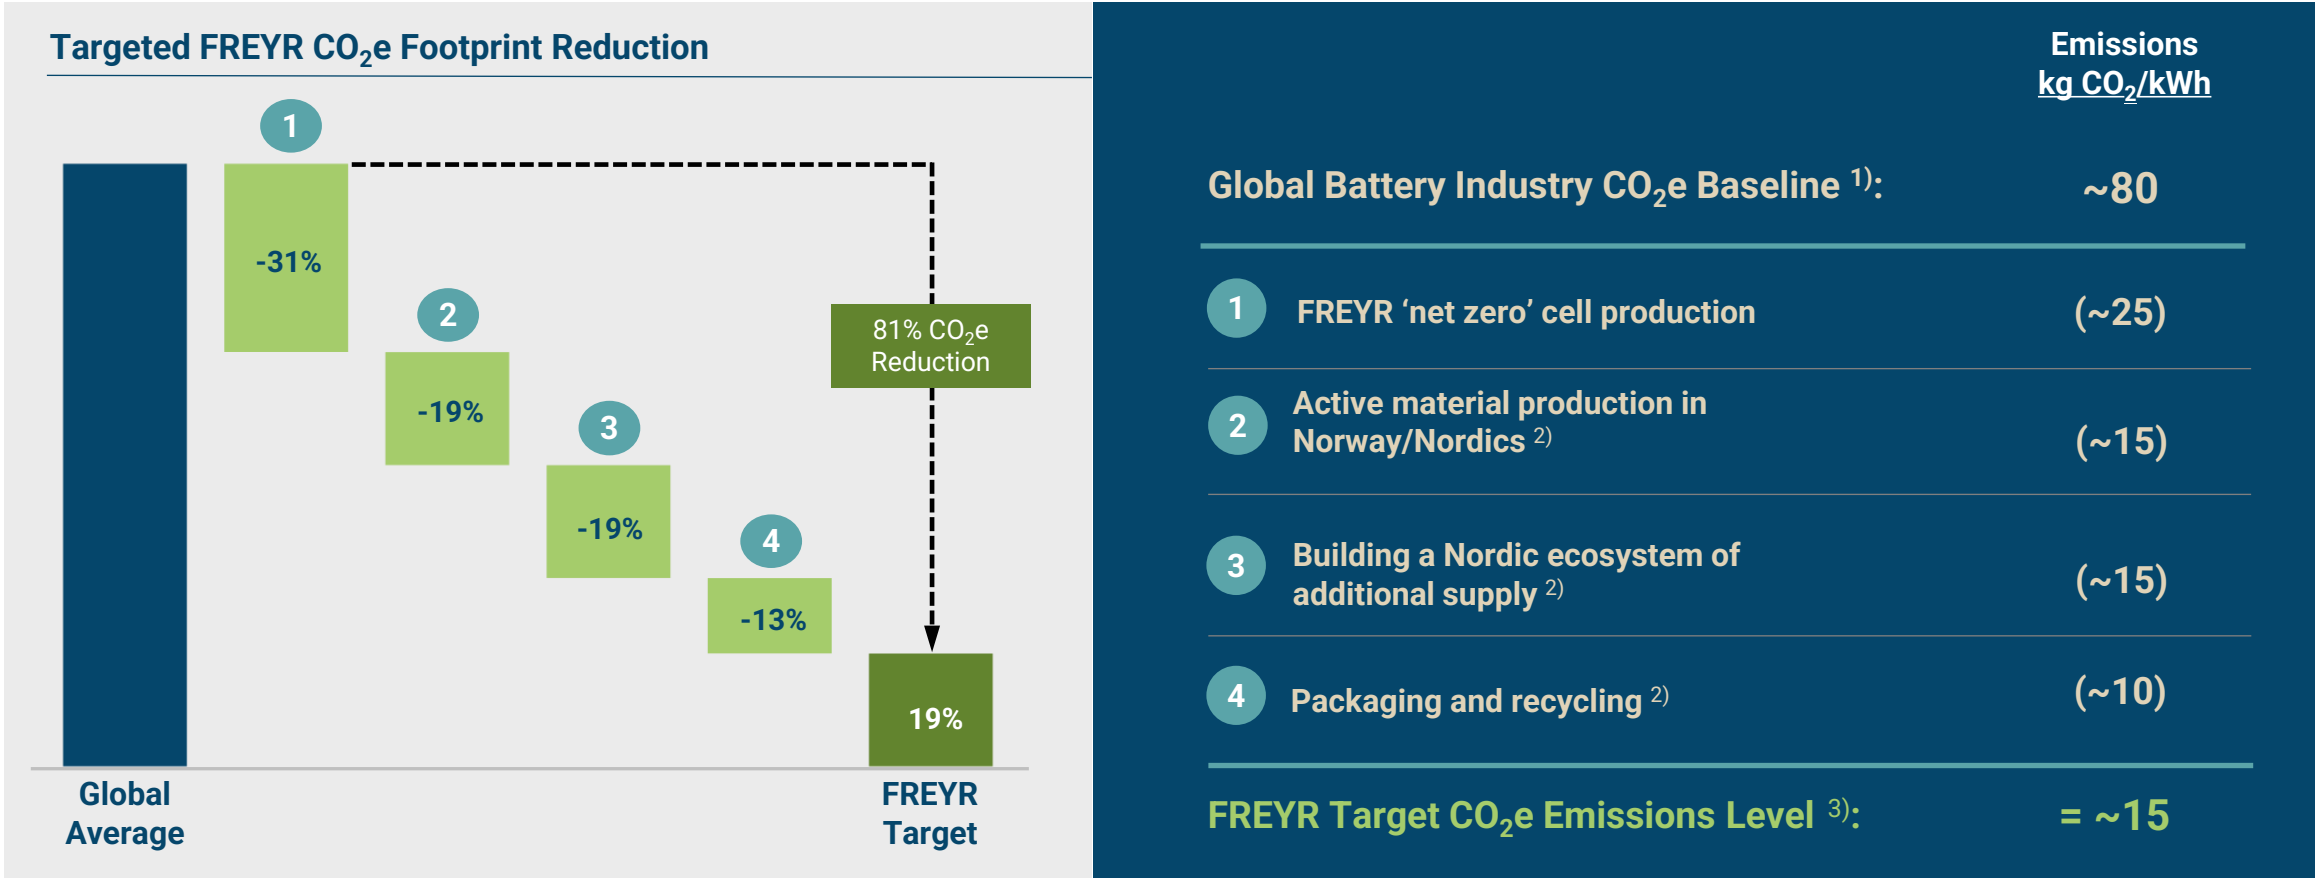 Targeted FREYR CO2e Footprint Reduction
1
-31%
2
-19%
3
-19%
4
-13%
81% CO2e
Reduction
19%
Global
Average
FREYR
Target
Emissions
kg CO2/kWh
Global Battery Industry CO2e Baseline 1): ~80
1 FREYR ‘net zero’ cell production (~25)
2 Active material production in
Norway/Nordics 2) (~15)
3 Building a Nordic ecosystem of
additional supply 2) (~15)
4 Packaging and recycling 2) (~10)
FREYR Target CO2e Emissions Level 3): = ~15